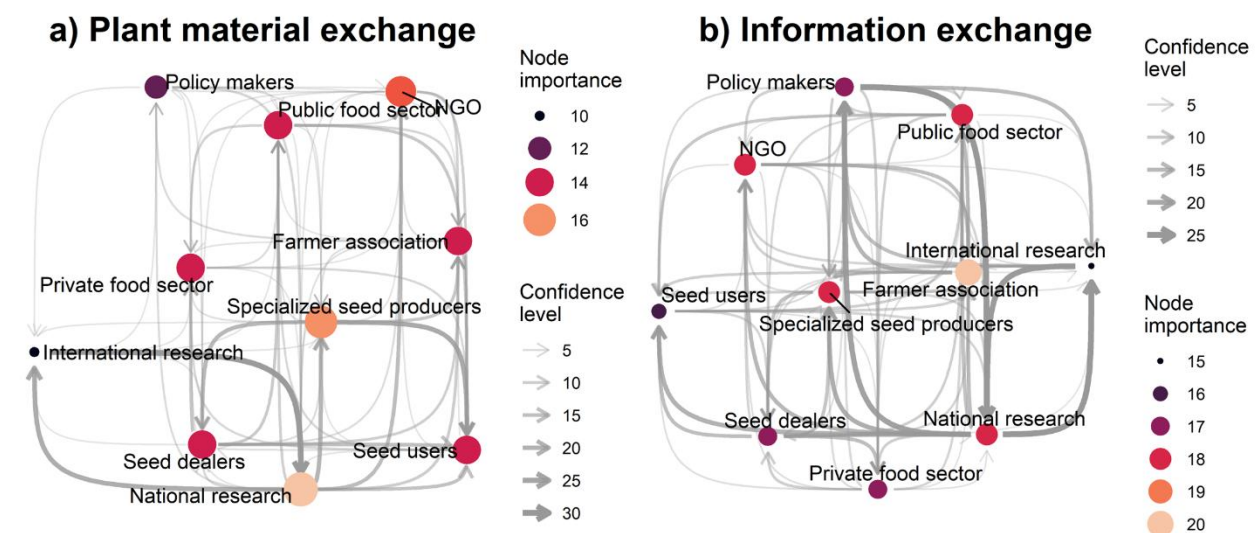 a) Plant material exchange
Policy makers
Public food sector
NGO
Farmer association
Private food sector
Specialized seed producers
International research
Seed dealers
Seed users
National research
Node
importance
10
12
14
16
Confidence
level
5
10
15
20
25
30
b) Information exchange
Policy makers
Public food sector
NGO
International research
Seed users
Farmer association
Specialized seed producers
Seed dealers
National research
Private food sector
Confidence
level
5
10
15
20
25
Node
importance
15
16
17
18
19
20